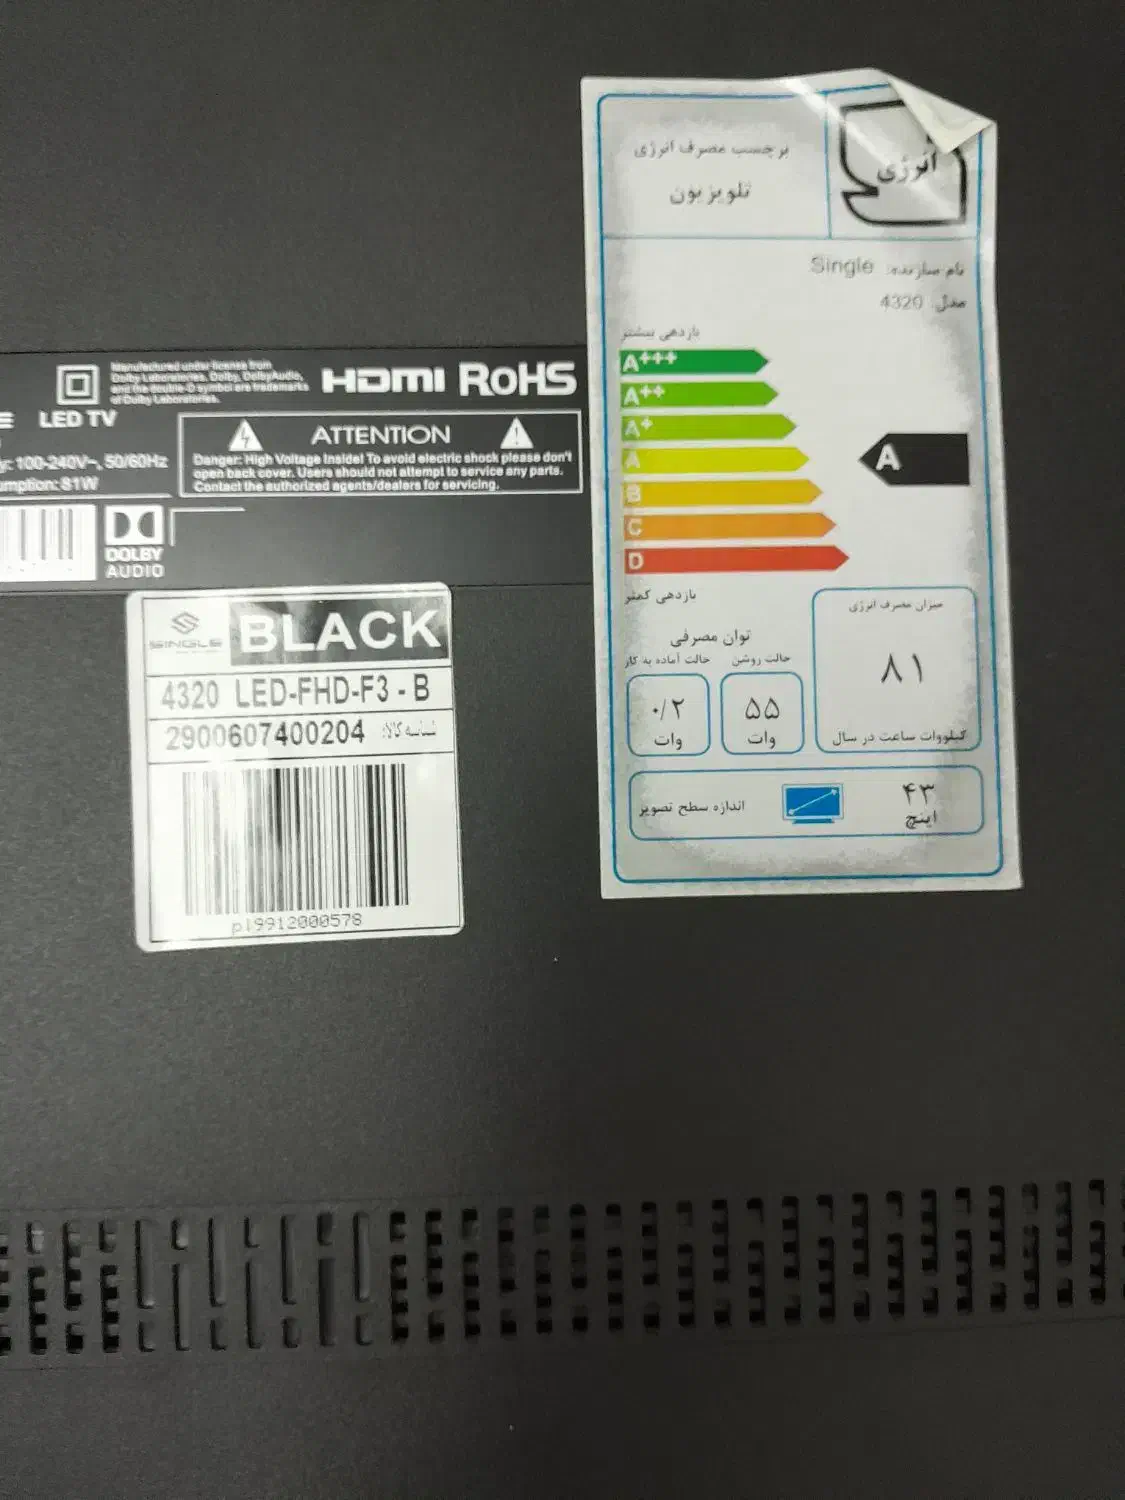 Manufactured under license from
Dolby Laboratories. Dolby, DolbyAudio,
and the double-D symbol are trademarks
of Dolby Laboratories.
HDMI RoHS
LED TV
100-240V~, 50/60Hz
81W
ATTENTION
Danger: High Voltage Inside! To avoid electric shock please don't
open back cover. Users should not attempt to service any parts.
Contact the authorized agents/dealers for servicing.
DOLBY
AUDIO
SINGLE
BLACK
4320 LED-FHD-F3 - B
2900607400204 شناسه کالا:
p19912000578
انرژی
برچسب مصرف انرژی
تلویزیون
نام سازنده: Single
مدل: 4320
بازدهی بیشتر
A+++
A++
A+
A
B
C
D
A
بازدهی کمتر
میزان مصرف انرژی
۸۱
کیلووات ساعت در سال
توان مصرفی
حالت روشن
۵۵
وات
حالت آماده به کار
۰/۲
وات
۴۳
اینچ
اندازه سطح تصویر